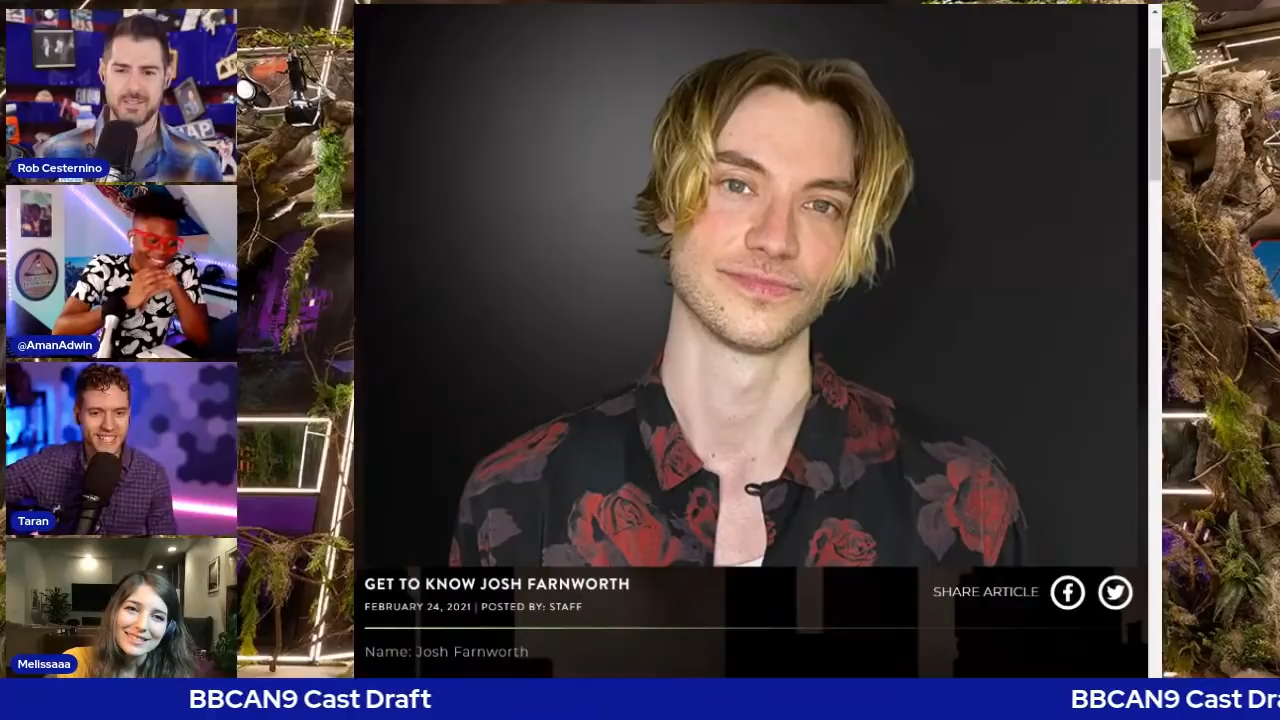 Rob Cesternino
@AmanAdwin
Taran
Melissaaa
GET TO KNOW JOSH FARNWORTH
FEBRUARY 24, 2021 | POSTED BY: STAFF
SHARE ARTICLE
Name: Josh Farnworth
BBCAN9 Cast Draft
BBCAN9 Cast Dra